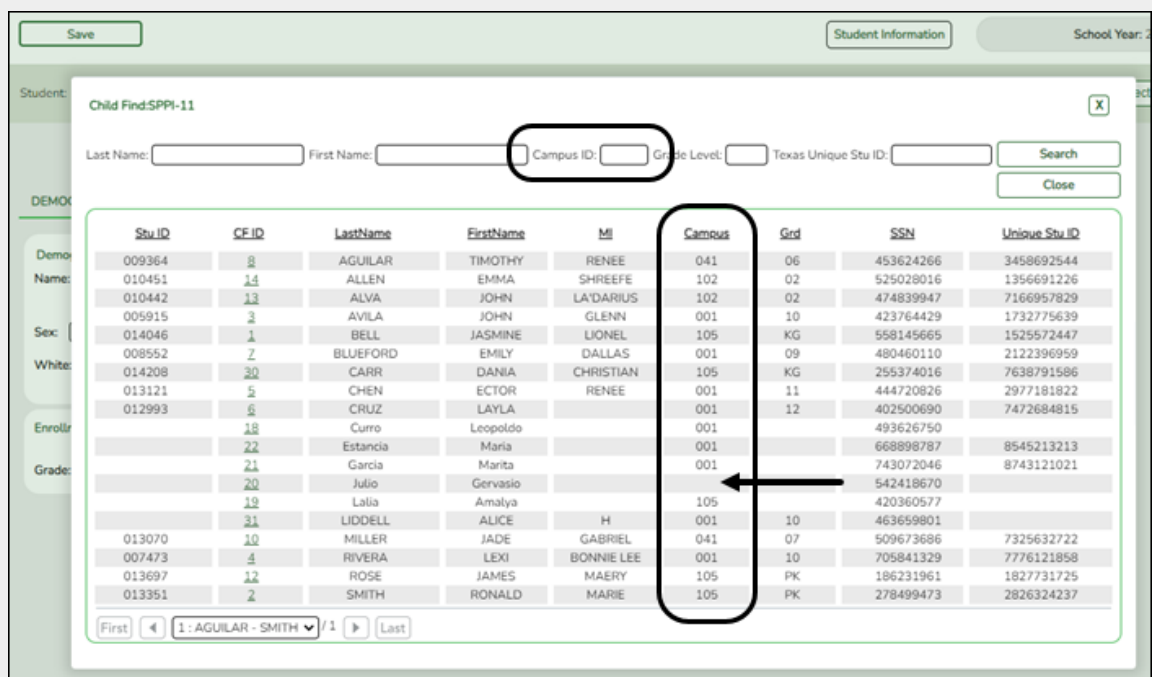 Save
Student Information
School Year: 2
Student:
Child Find:SPPI-11
X
Last Name:
First Name:
Campus ID:
Grade Level:
Texas Unique Stu ID:
Search
Close
Stu ID CF ID LastName FirstName MI Campus Grd SSN Unique Stu ID
009364 8 AGUILAR TIMOTHY RENEE 041 06 453624266 3458692544
010451 14 ALLEN EMMA SHREEFE 102 02 525028016 1356691226
010442 13 ALVA JOHN LA'DARIUS 102 02 474839947 7166957829
005915 3 AVILA JOHN GLENN 001 10 423764429 1732775639
014046 1 BELL JASMINE LIONEL 105 KG 558145665 1525572447
008552 7 BLUEFORD EMILY DALLAS 001 09 480460110 2122396959
014208 30 CARR DANIA CHRISTIAN 105 KG 255374016 7638791586
013121 5 CHEN ECTOR RENEE 001 11 444720826 2977181822
012993 6 CRUZ LAYLA 001 12 402500690 7472684815
18 Curro Leopoldo 001 493626750
22 Estancia Maria 001 668898787 8545213213
21 Garcia Marita 001 743072046 8743121021
20 Julio Gervasio 542418670
19 Lalia Amalya 105 420360577
31 LIDDELL ALICE H 001 10 463659801
013070 10 MILLER JADE GABRIEL 041 07 509673686 7325632722
007473 4 RIVERA LEXI BONNIE LEE 001 10 705841329 7776121858
013697 12 ROSE JAMES MAERY 105 PK 186231961 1827731725
013351 2 SMITH RONALD MARIE 105 PK 278499473 2826324237
First 1 : AGUILAR - SMITH / 1 Last
Name:
Sex:
White:
Grade: